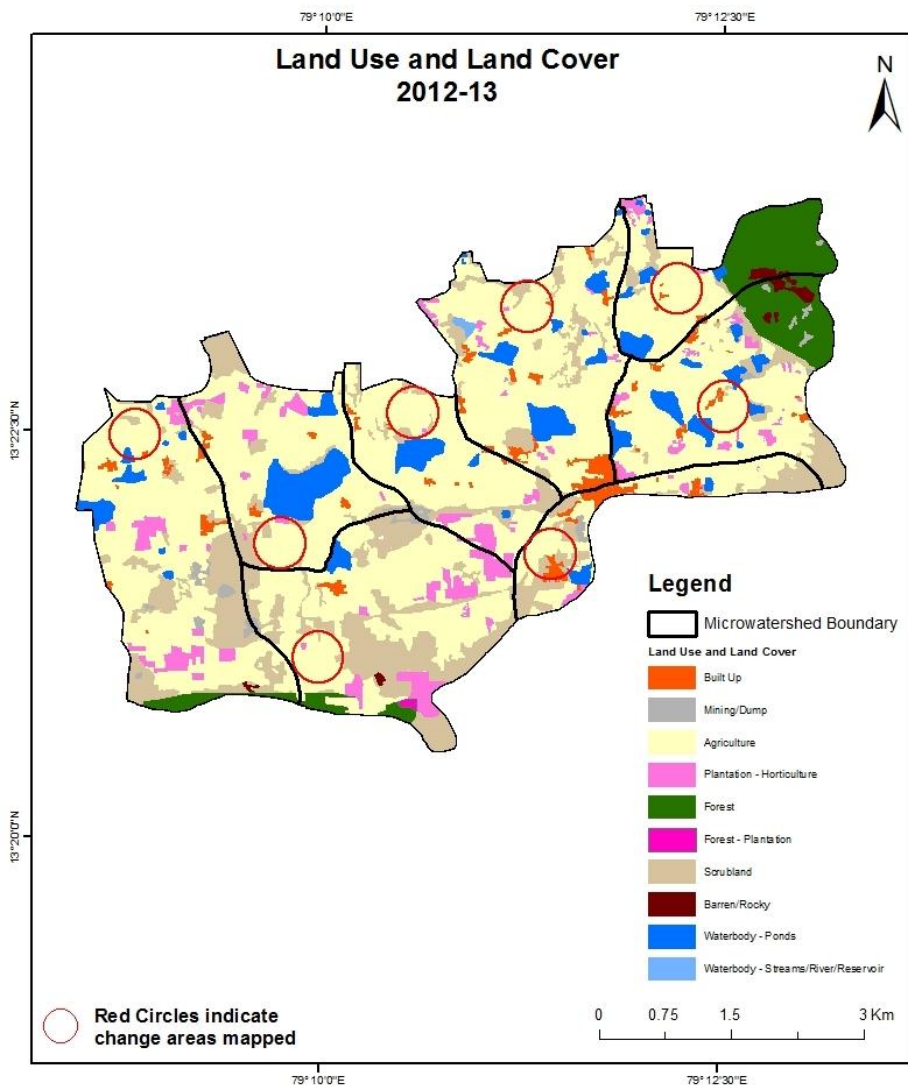 79° 10'0"E
79° 12'30"E
Land Use and Land Cover
2012-13
N
13°22'30"N
13°20'0"N
Legend
Microwatershed Boundary
Land Use and Land Cover
Built Up
Mining/Dump
Agriculture
Plantation - Horticulture
Forest
Forest - Plantation
Scrubland
Barren/Rocky
Waterbody - Ponds
Waterbody - Streams/River/Reservoir
Red Circles indicate
change areas mapped
0 0.75 1.5 3 Km
79° 10'0"E
79° 12'30"E